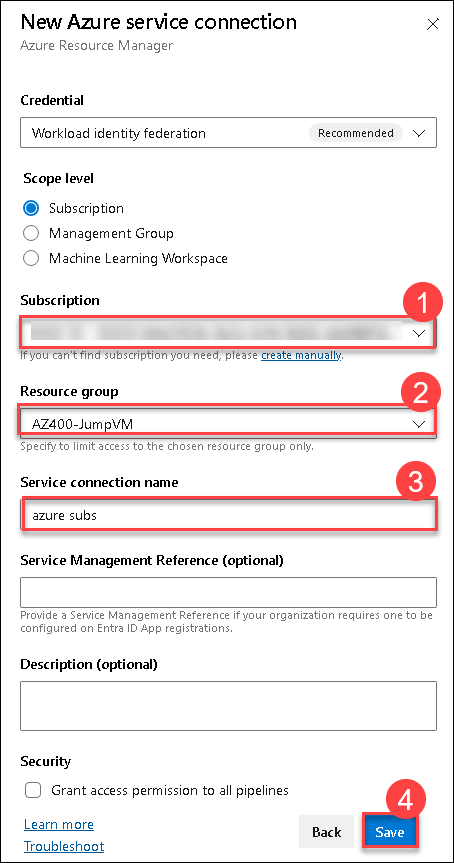 New Azure service connection
Azure Resource Manager
Credential
Workload identity federation Recommended
Scope level
Subscription
Management Group
Machine Learning Workspace
1
Subscription
If you can't find subscription you need, please create manually.
2
Resource group
AZ400-JumpVM
Specify to limit access to the chosen resource group only.
3
Service connection name
azure subs
Service Management Reference (optional)
Provide a Service Management Reference if your organization requires one to be
configured on Entra ID App registrations.
Description (optional)
Security
Grant access permission to all pipelines
4
Learn more
Back Save
Troubleshoot